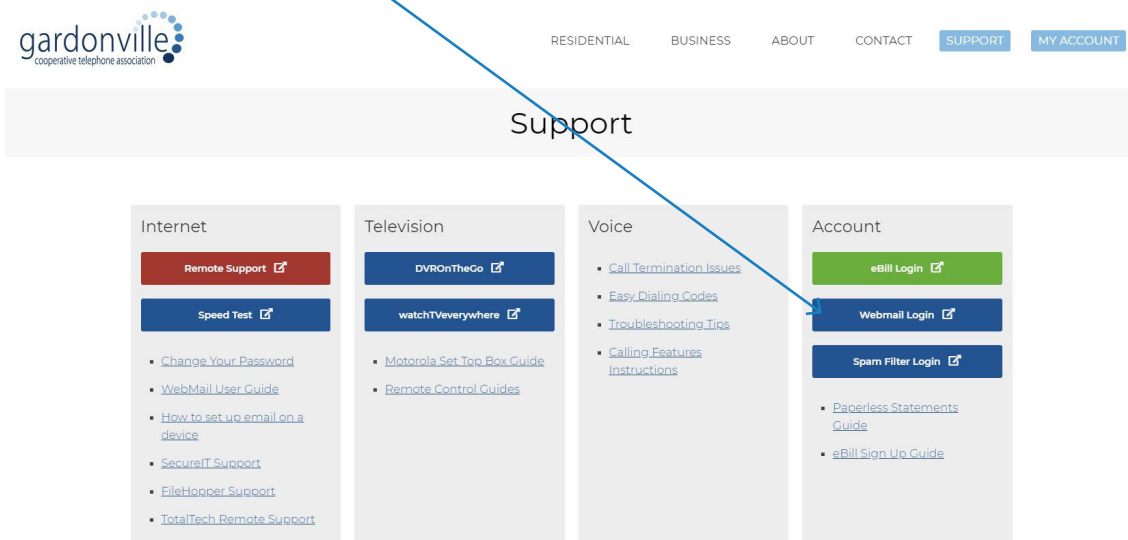 gardonville
cooperative telephone association
RESIDENTIAL BUSINESS ABOUT CONTACT SUPPORT MY ACCOUNT
Support
Internet
Remote Support
Speed Test
Change Your Password
WebMail User Guide
How to set up email on a
device
SecureIT Support
FileHopper Support
TotalTech Remote Support
Television
DVROnTheGo
watchTVeverywhere
Motorola Set Top Box Guide
Remote Control Guides
Voice
Call Termination Issues
Easy Dialing Codes
Troubleshooting Tips
Calling Features
Instructions
Account
eBill Login
Webmail Login
Spam Filter Login
Paperless Statements
Guide
eBill Sign Up Guide